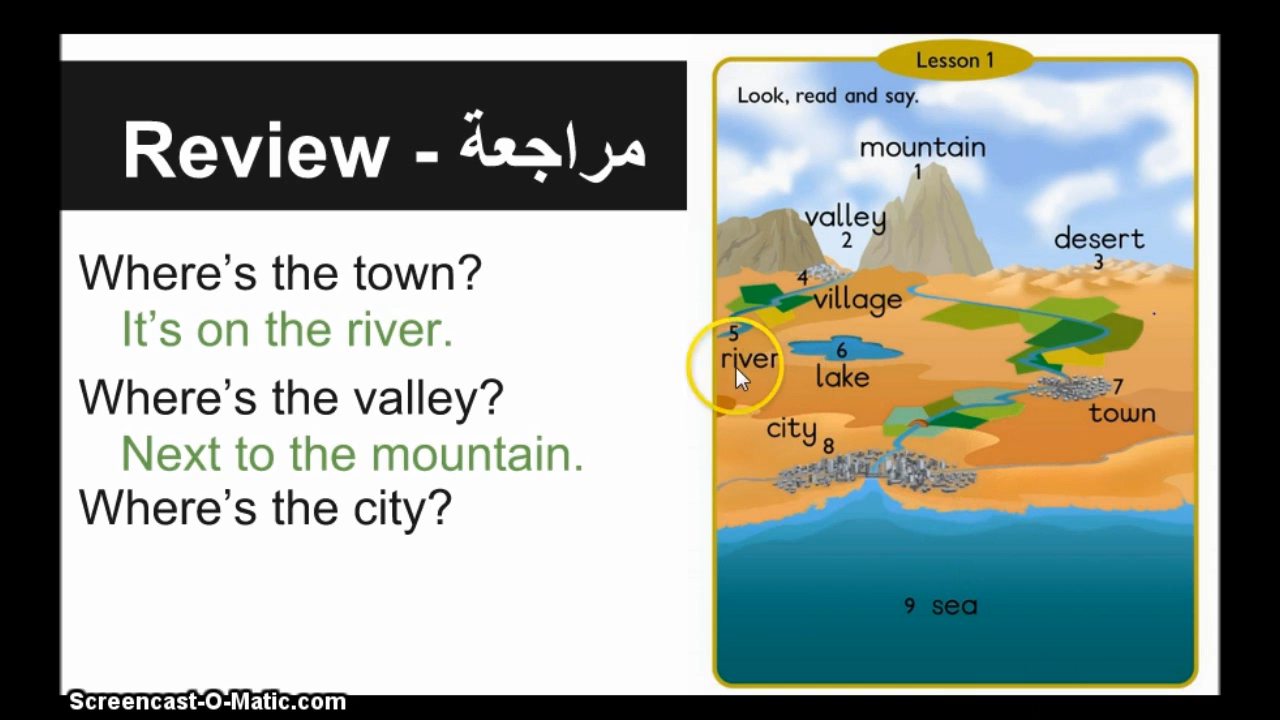 Review - مراجعة
Where's the town?
It's on the river.
Where's the valley?
Next to the mountain.
Where's the city?
Lesson 1
Look, read and say.
mountain
1
valley
2
desert
3
4
village
5
river
6
lake
7
town
city
8
9 sea
Screencast-O-Matic.com